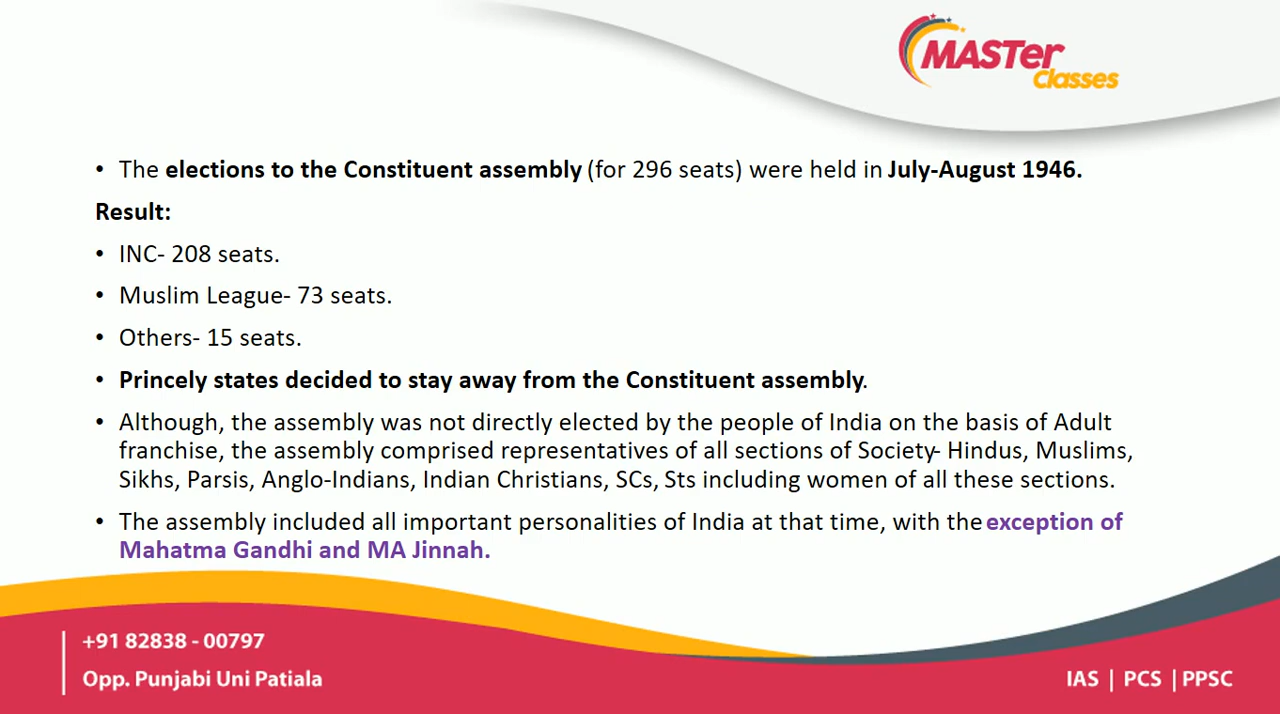 MASTer
Classes
• The elections to the Constituent assembly (for 296 seats) were held in July-August 1946.
Result:
• INC- 208 seats.
• Muslim League- 73 seats.
• Others- 15 seats.
• Princely states decided to stay away from the Constituent assembly.
• Although, the assembly was not directly elected by the people of India on the basis of Adult
franchise, the assembly comprised representatives of all sections of Society- Hindus, Muslims,
Sikhs, Parsis, Anglo-Indians, Indian Christians, SCs, Sts including women of all these sections.
• The assembly included all important personalities of India at that time, with the exception of
Mahatma Gandhi and MA Jinnah.
+91 82838 - 00797
Opp. Punjabi Uni Patiala
IAS | PCS | PPSC